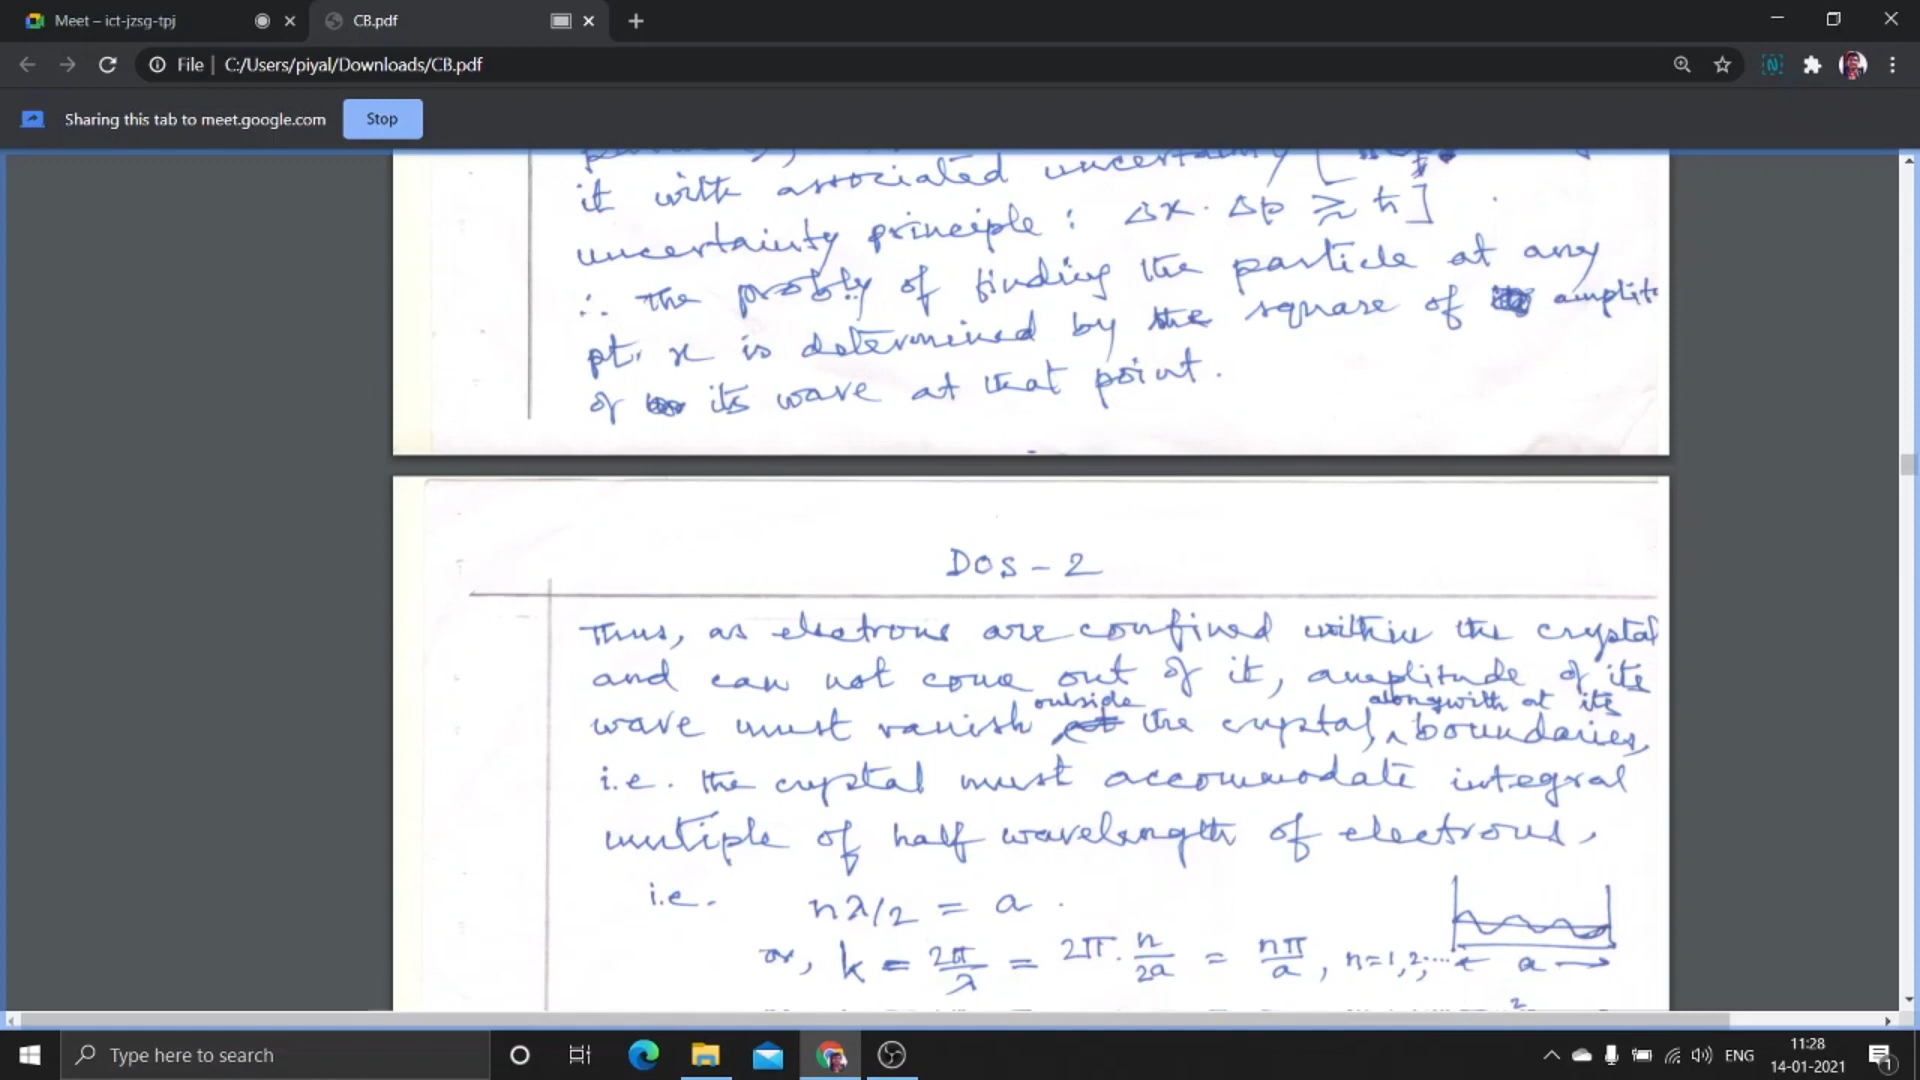 Meet – ict-jzsg-tpj
CB.pdf
File | C:/Users/piyal/Downloads/CB.pdf
Sharing this tab to meet.google.com
Stop
it with associated uncertainty [
uncertainty principle : Δx. Δp ≥ ħ]
∴ the probly of finding the particle at any
pt. x is determined by the square of amplit
of its wave at that point.
DOS - 2
Thus, as electrons are confined within the crystal
and can not come out of it, amplitude of its
outside alongwith at its
wave must vanish the crystal, ^ boundaries,
i.e. the crystal must accommodate integral
multiple of half wavelength of electrons,
i.e. nλ/2 = a.
or, k = 2π/λ = 2π. n/2a = nπ/a, n=1,2,....
a
2
Type here to search
ENG
11:28
14-01-2021
1